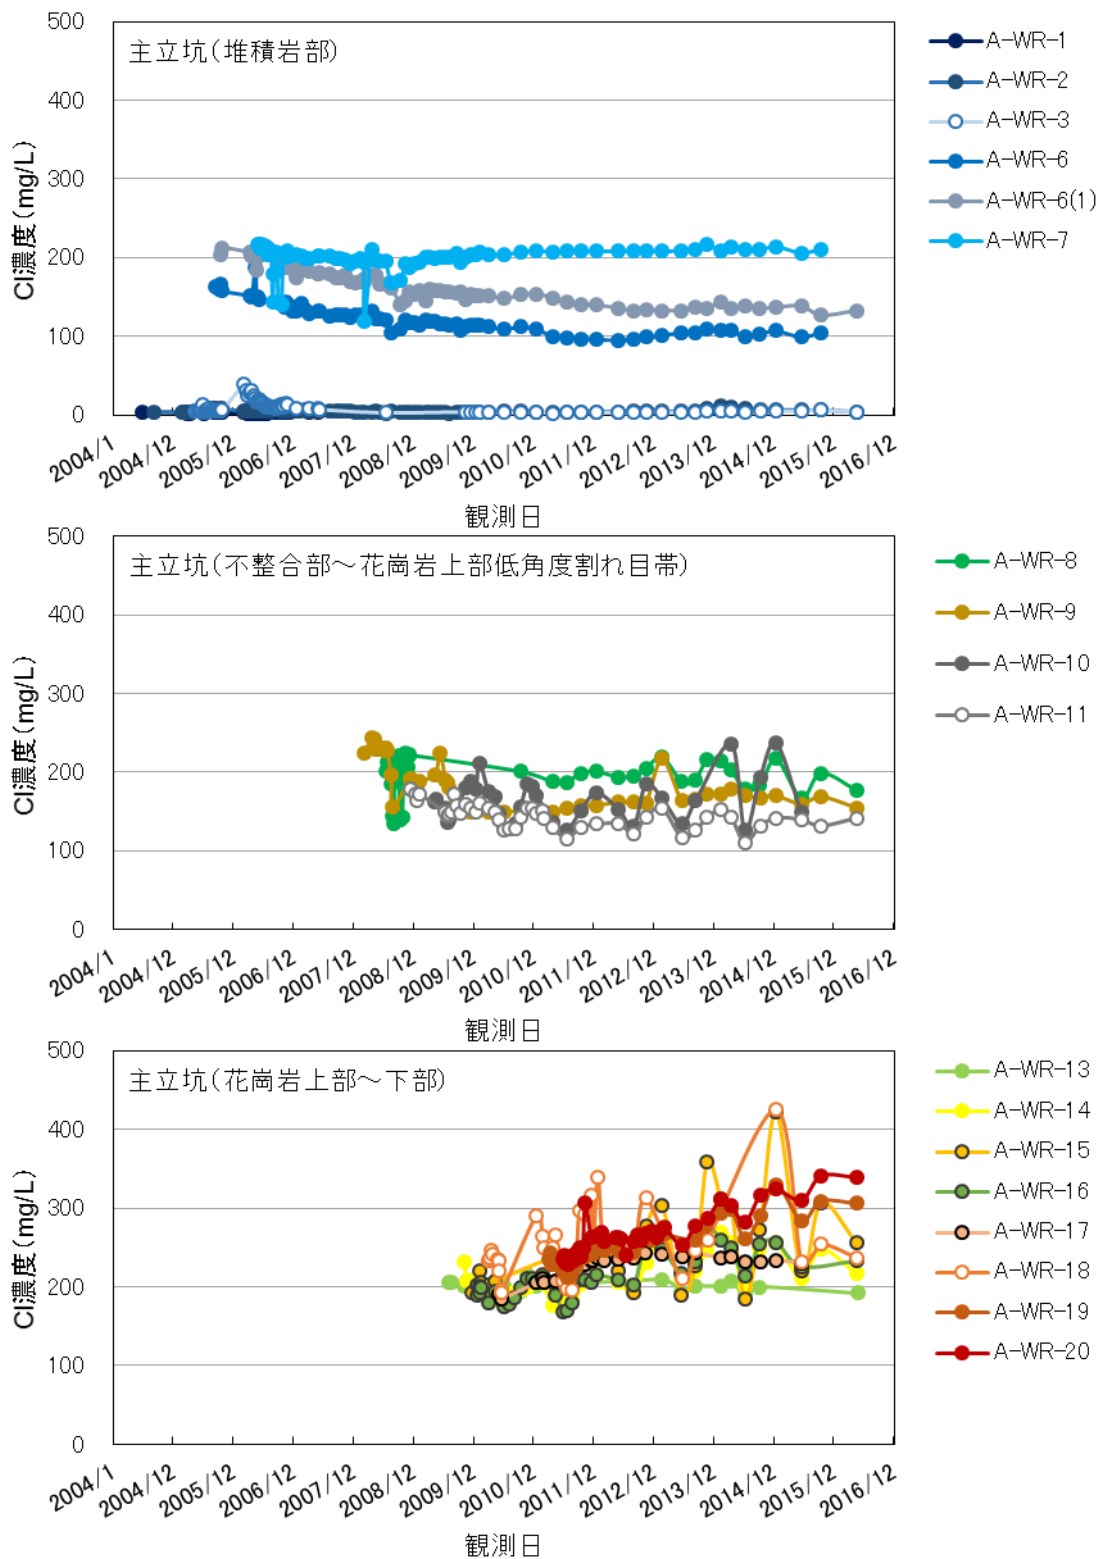 主立坑(堆積岩部)
500
400
300
200
100
0
Cl濃度(mg/L)
2004/1
2004/12
2005/12
2006/12
2007/12
2008/12
2009/12
2010/12
2011/12
2012/12
2013/12
2014/12
2015/12
2016/12
観測日
A-WR-1
A-WR-2
A-WR-3
A-WR-6
A-WR-6(1)
A-WR-7
主立坑(不整合部～花崗岩上部低角度割れ目帯)
500
400
300
200
100
0
Cl濃度(mg/L)
2004/1
2004/12
2005/12
2006/12
2007/12
2008/12
2009/12
2010/12
2011/12
2012/12
2013/12
2014/12
2015/12
2016/12
観測日
A-WR-8
A-WR-9
A-WR-10
A-WR-11
主立坑(花崗岩上部～下部)
500
400
300
200
100
0
Cl濃度(mg/L)
2004/1
2004/12
2005/12
2006/12
2007/12
2008/12
2009/12
2010/12
2011/12
2012/12
2013/12
2014/12
2015/12
2016/12
観測日
A-WR-13
A-WR-14
A-WR-15
A-WR-16
A-WR-17
A-WR-18
A-WR-19
A-WR-20